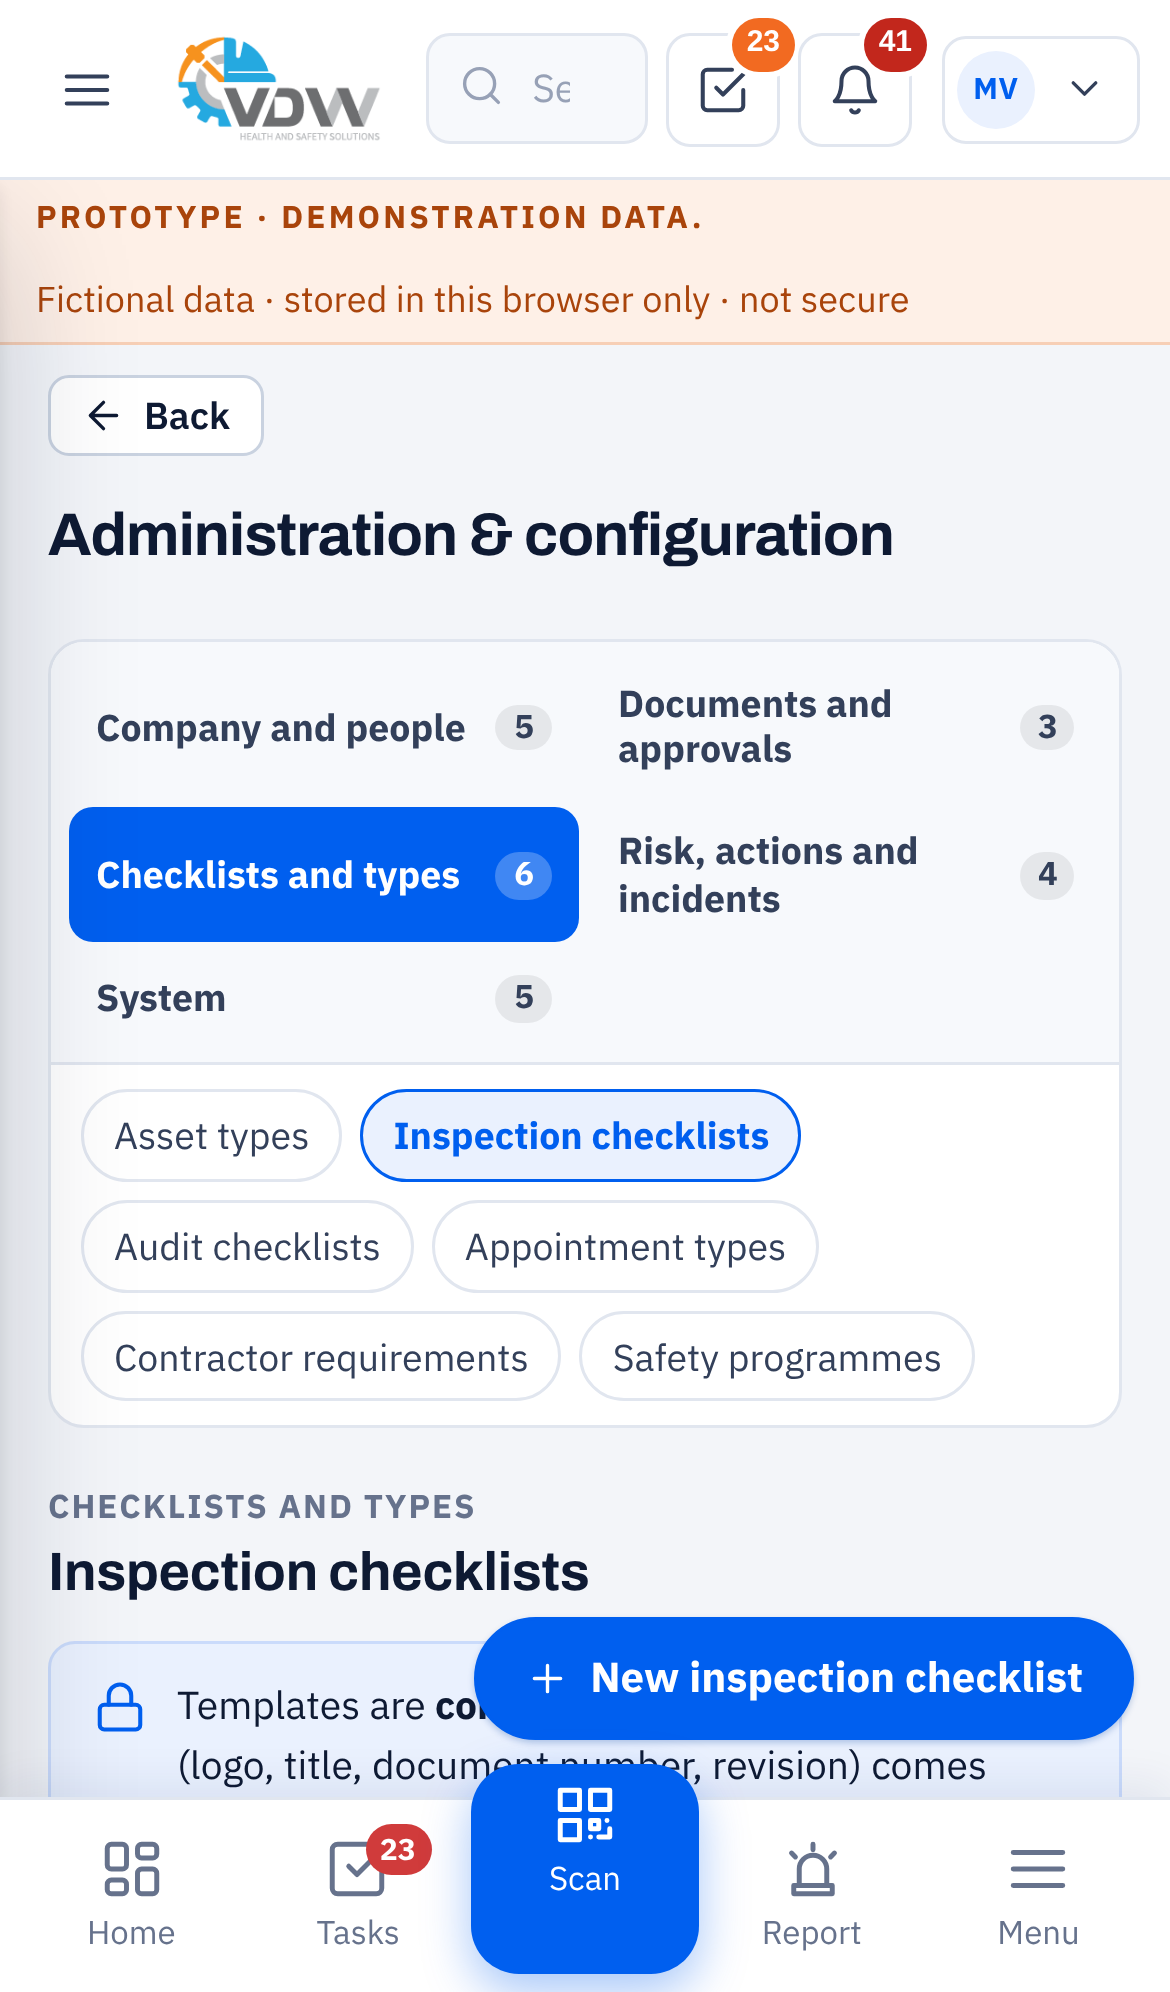 VDW
HEALTH AND SAFETY SOLUTIONS
23
41
MV
PROTOTYPE · DEMONSTRATION DATA.
Fictional data · stored in this browser only · not secure
Back
Administration & configuration
Company and people 5
Documents and
approvals
3
Checklists and types 6
Risk, actions and
incidents
4
System 5
Asset types
Inspection checklists
Audit checklists
Appointment types
Contractor requirements
Safety programmes
CHECKLISTS AND TYPES
Inspection checklists
New inspection checklist
Templates are
(logo, title, document number, revision) comes
Home
23
Tasks
Scan
Report
Menu